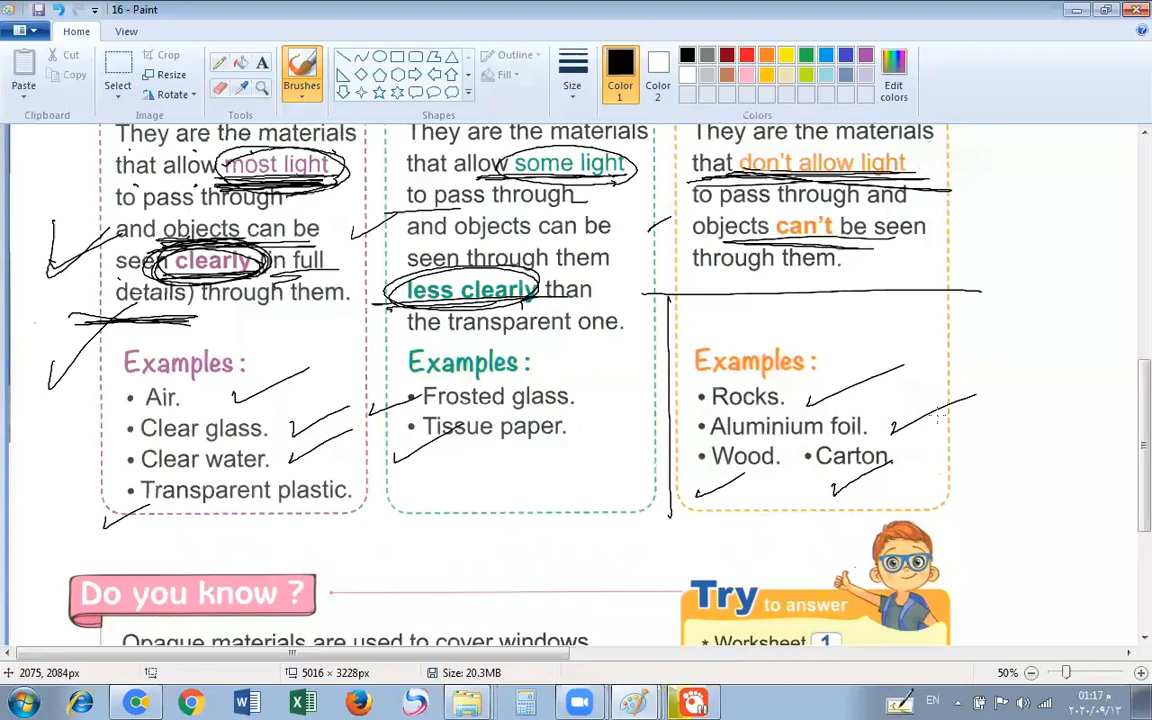 16 - Paint
Home
View
Paste
Cut
Copy
Clipboard
Select
Crop
Resize
Rotate
Image
Tools
Brushes
Shapes
Outline
Fill
Size
Color
1
Color
2
Edit
colors
Colors
They are the materials
that allow most light
to pass through
and objects can be
seen clearly (in full
details) through them.
Examples :
• Air.
• Clear glass.
• Clear water.
• Transparent plastic.
They are the materials
that allow some light
to pass through
and objects can be
seen through them
less clearly than
the transparent one.
Examples :
• Frosted glass.
• Tissue paper.
They are the materials
that don't allow light
to pass through and
objects can't be seen
through them.
Examples :
• Rocks.
• Aluminium foil.
• Wood. • Carton.
Do you know ?
Opaque materials are used to cover windows
Try to answer
* Worksheet 1
2075, 2084px
5016 × 3228px
Size: 20.3MB
50%
EN
01:17 م
٢٠٢٠/٠٩/١٣